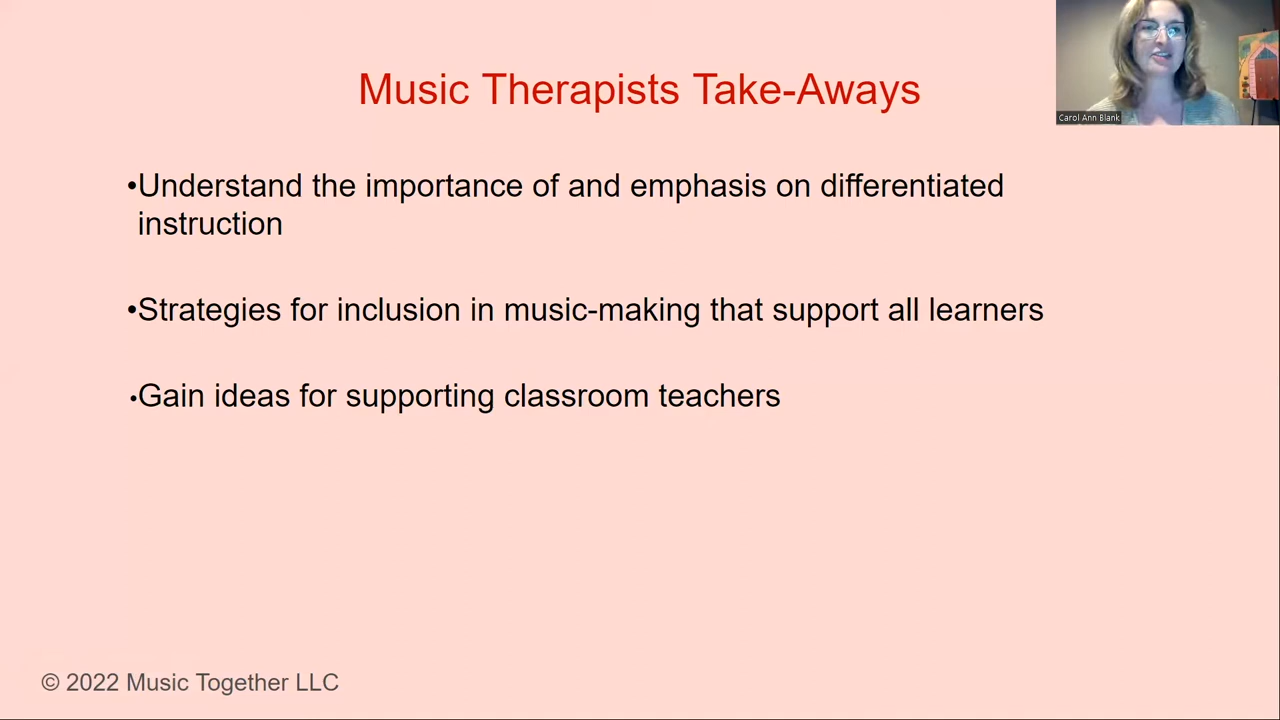 Music Therapists Take-Aways
Carol Ann Blank
•Understand the importance of and emphasis on differentiated
instruction
•Strategies for inclusion in music-making that support all learners
•Gain ideas for supporting classroom teachers
© 2022 Music Together LLC